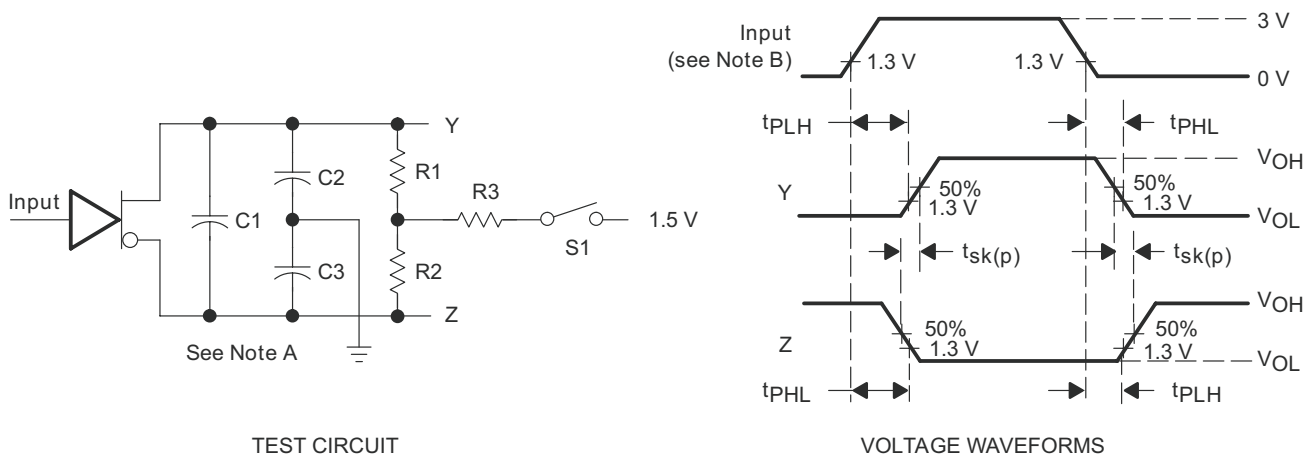 Input
C1
C2
C3
R1
R2
R3
S1
1.5 V
Y
Z
See Note A
TEST CIRCUIT
Input
(see Note B)
1.3 V
1.3 V
3 V
0 V
tPLH
tPHL
Y
50%
1.3 V
50%
1.3 V
VOH
VOL
tsk(p)
tsk(p)
Z
50%
1.3 V
50%
1.3 V
VOH
VOL
tPHL
tPLH
VOLTAGE WAVEFORMS